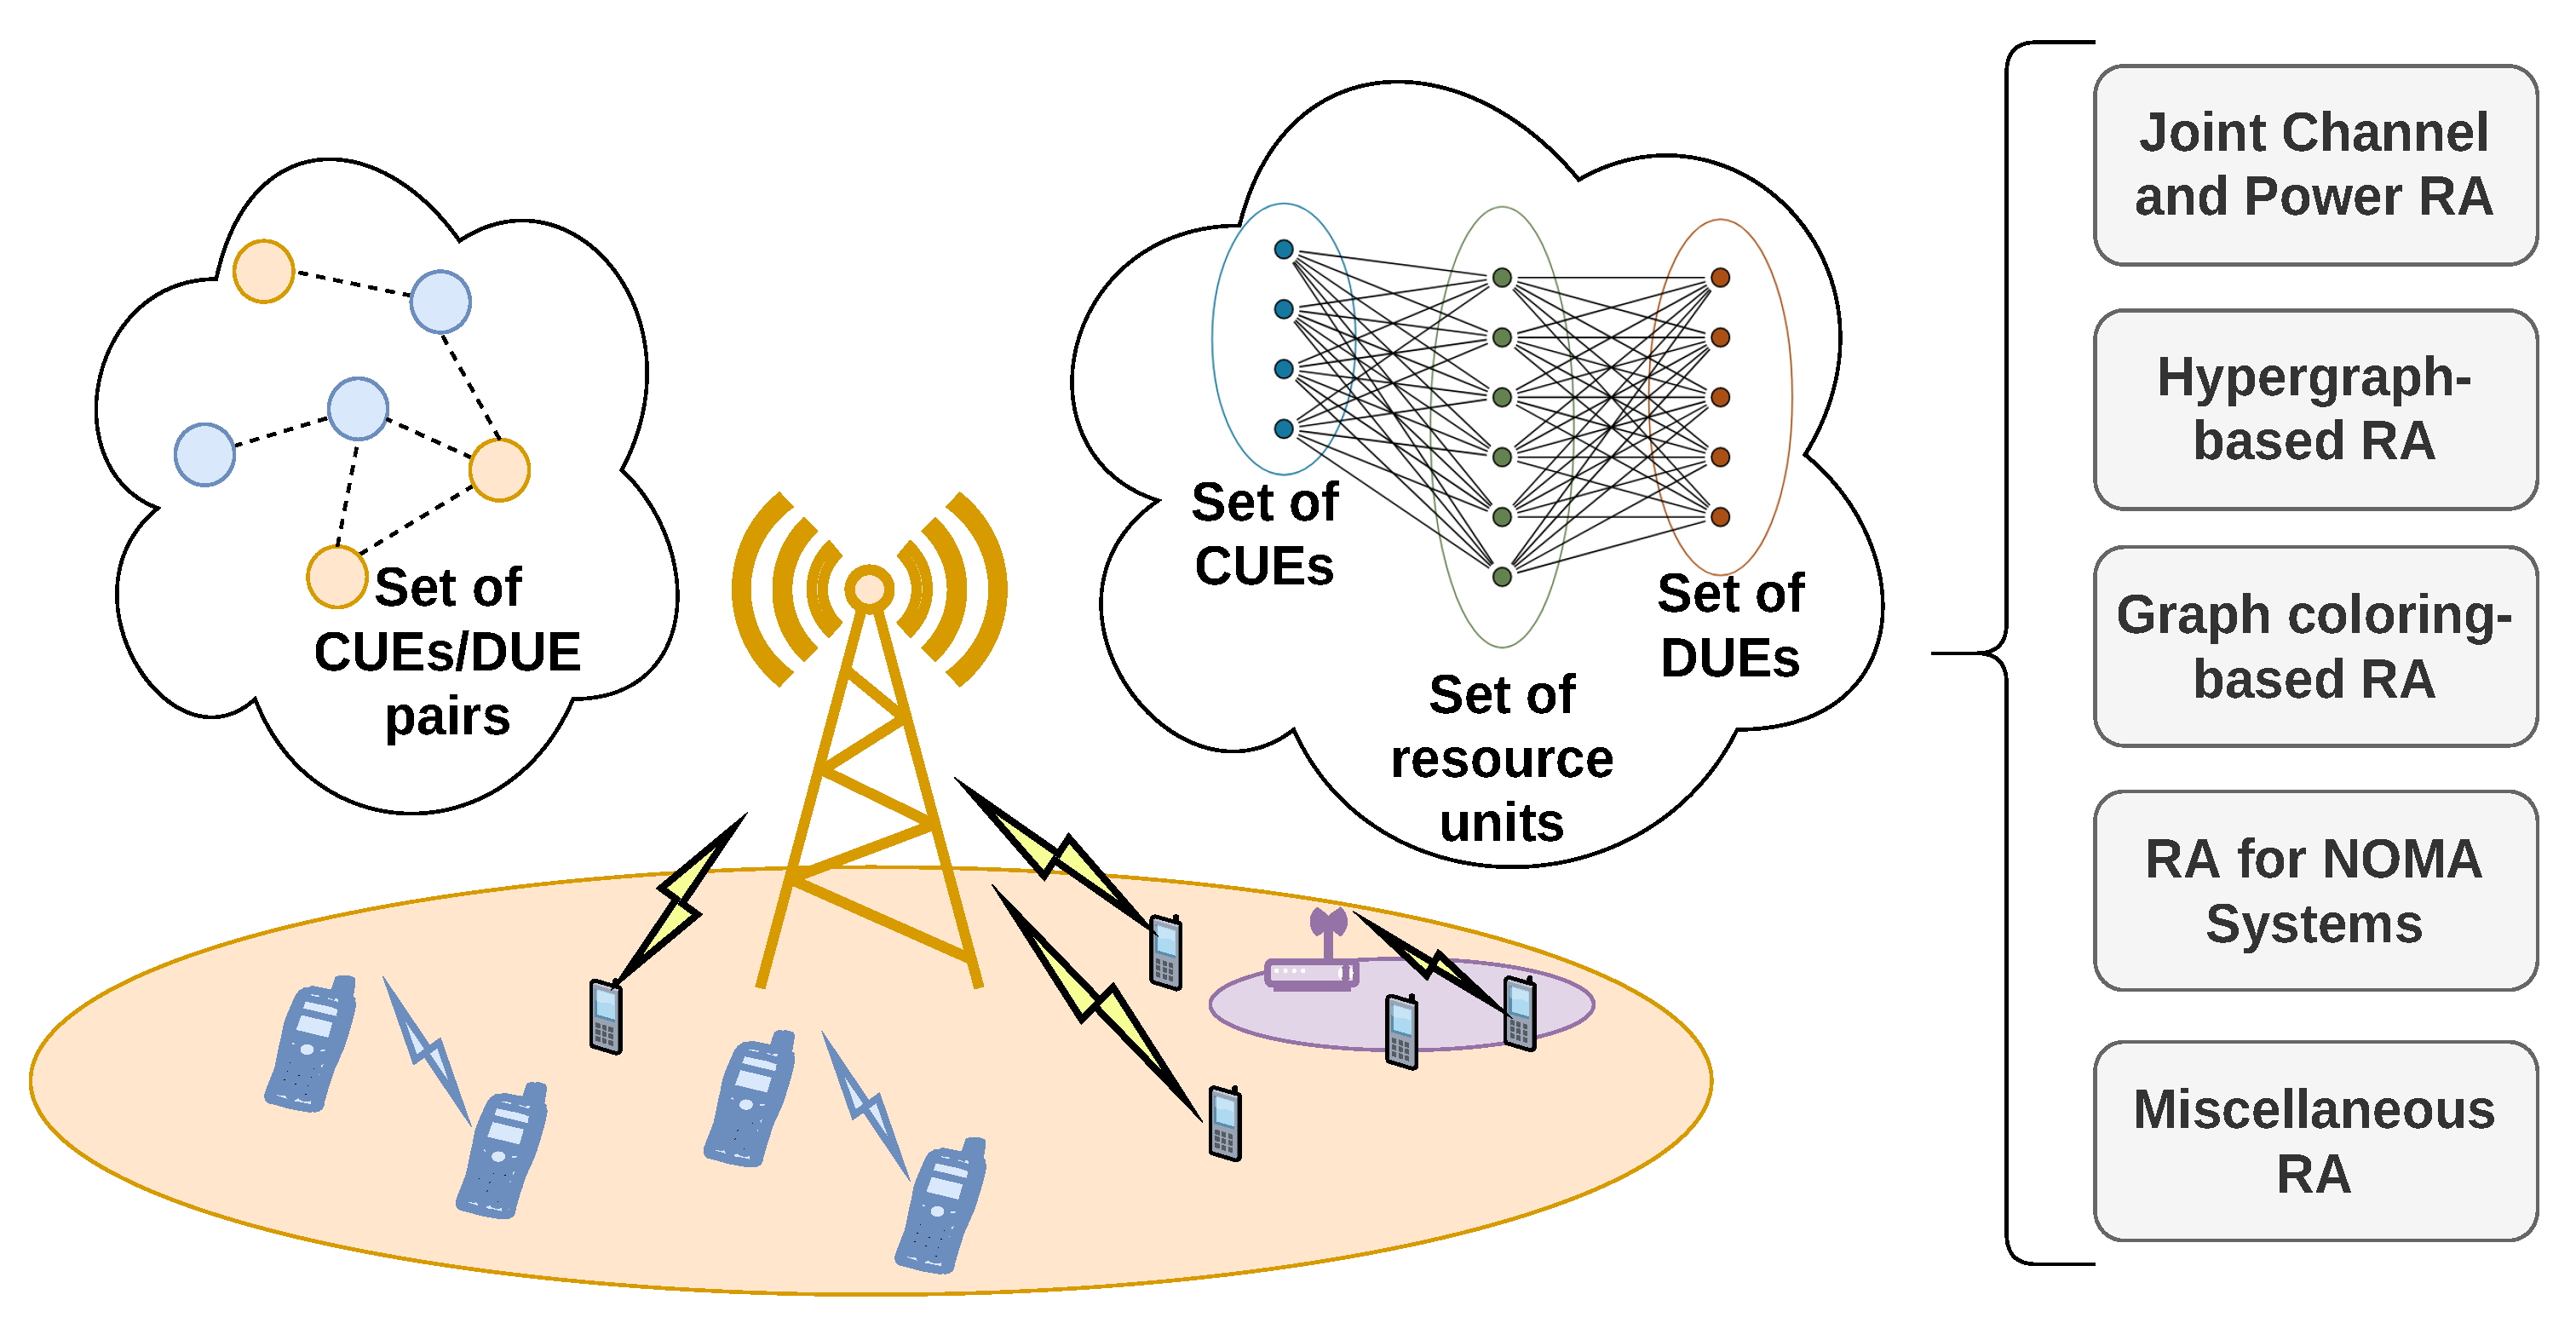 Set of
CUEs/DUE
pairs
Set of
CUEs
Set of
resource
units
Set of
DUEs
Joint Channel
and Power RA
Hypergraph-
based RA
Graph coloring-
based RA
RA for NOMA
Systems
Miscellaneous
RA